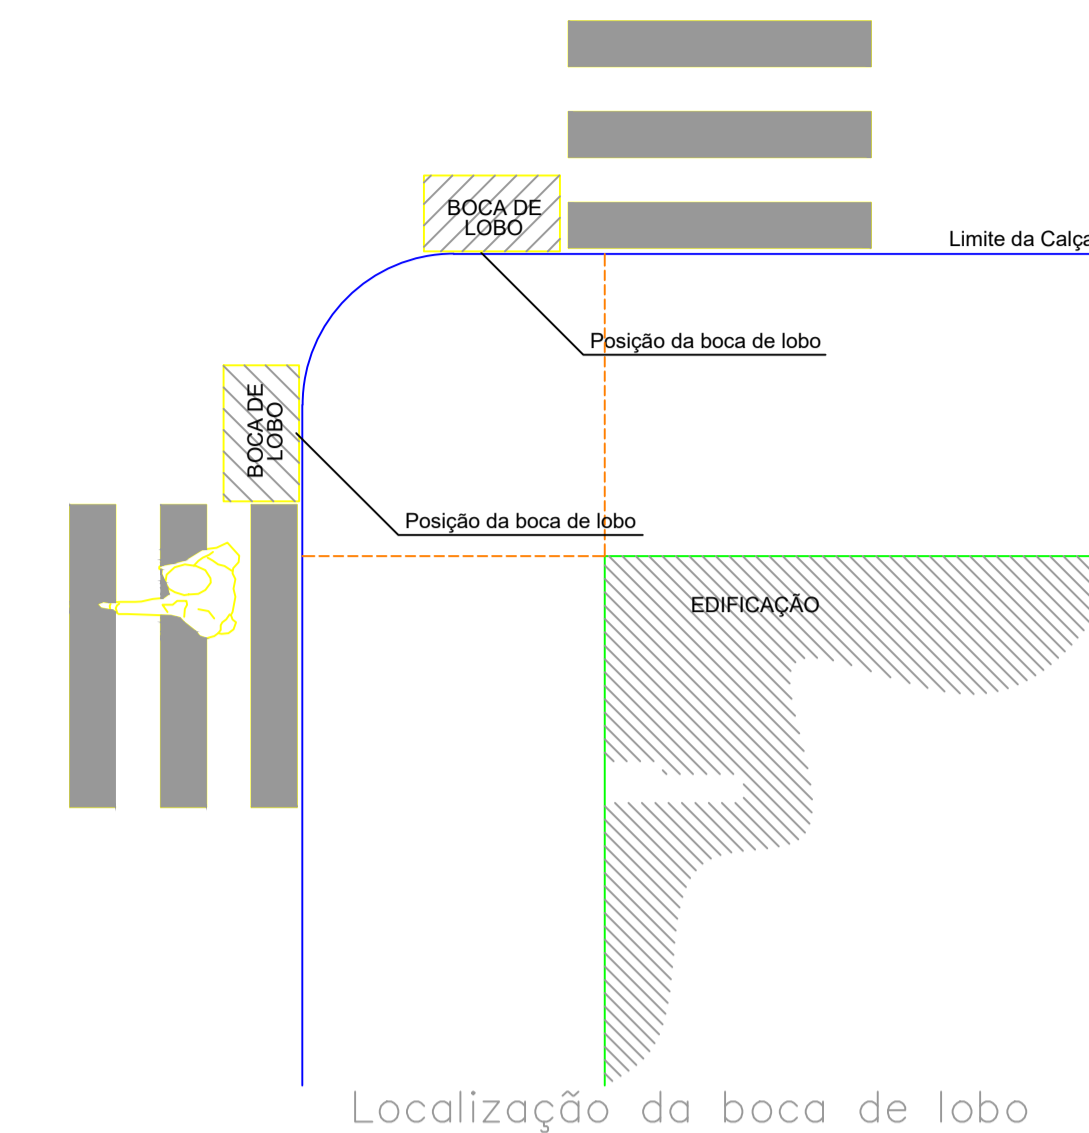 BOCA DE
LOBO
Limite da Calça
Posição da boca de lobo
BOCA DE
LOBO
Posição da boca de lobo
EDIFICAÇÃO
Localização da boca de lobo